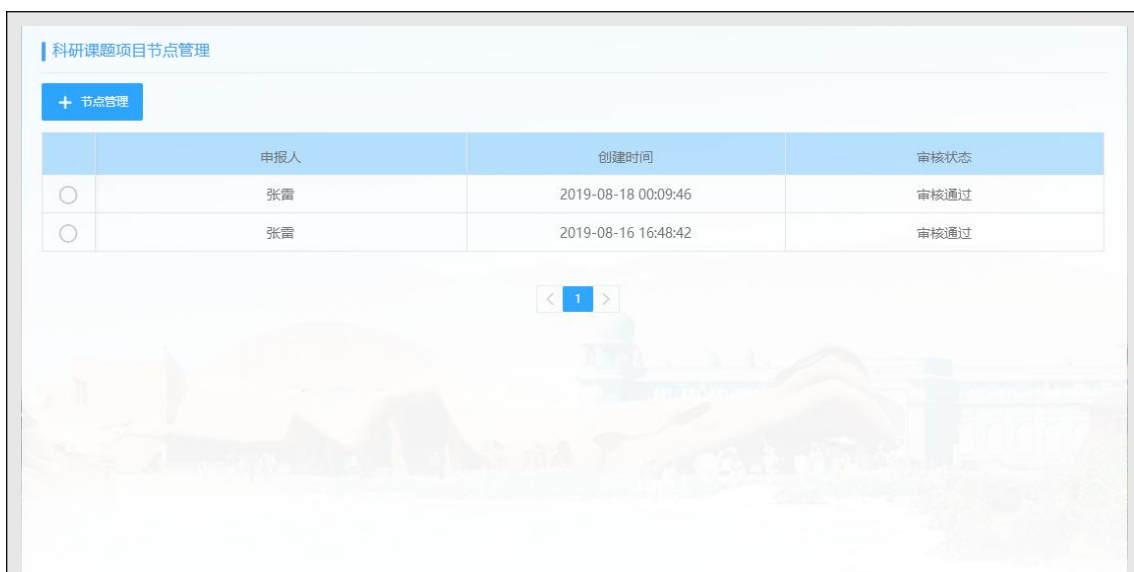 科研课题项目节点管理
+ 节点管理
申报人 创建时间 审核状态
张雷 2019-08-18 00:09:46 审核通过
张雷 2019-08-16 16:48:42 审核通过
< 1 >